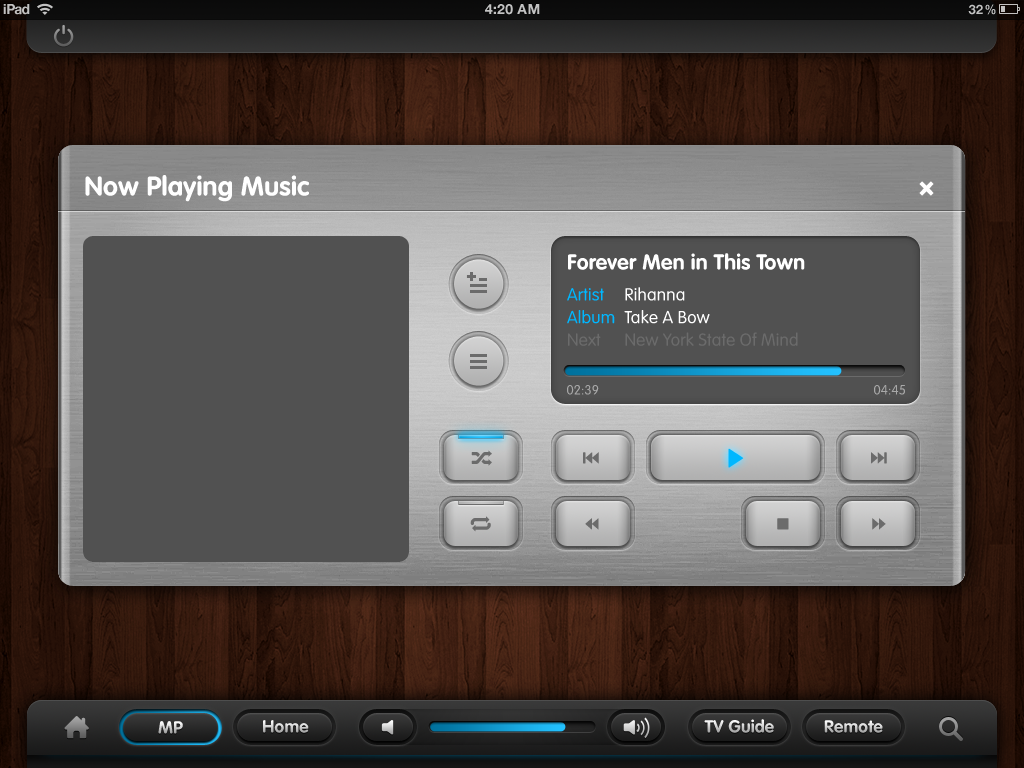 iPad 4:20 AM 32%
Now Playing Music
Forever Men in This Town
Artist Rihanna
Album Take A Bow
Next New York State Of Mind
02:39 04:45
MP Home TV Guide Remote